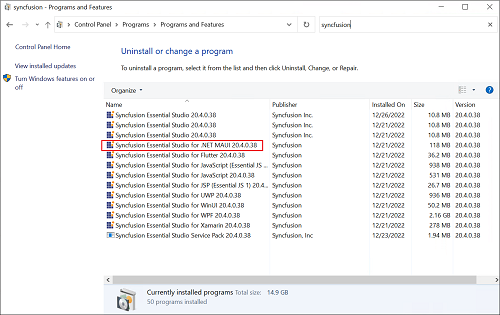 syncfusion - Programs and Features
Control Panel > Programs > Programs and Features
syncfusion
Control Panel Home
View installed updates
Turn Windows features on or off
Uninstall or change a program
To uninstall a program, select it from the list and then click Uninstall, Change, or Repair.
Organize
Name Publisher Installed On Size Version
Syncfusion Essential Studio 20.4.0.38 Syncfusion Inc. 12/26/2022 10.8 MB 20.4.0.38
Syncfusion Essential Studio 20.4.0.38 Syncfusion Inc. 12/21/2022 10.8 MB 20.4.0.38
Syncfusion Essential Studio 20.4.0.38 Syncfusion Inc. 12/21/2022 10.8 MB 20.4.0.38
Syncfusion Essential Studio for .NET MAUI 20.4.0.38 Syncfusion Inc. 12/21/2022 118 MB 20.4.0.38
Syncfusion Essential Studio for Flutter 20.4.0.38 Syncfusion Inc. 12/21/2022 36.2 MB 20.4.0.38
Syncfusion Essential Studio for JavaScript (Essential JS ... Syncfusion Inc. 12/21/2022 938 MB 20.4.0.38
Syncfusion Essential Studio for JavaScript 20.4.0.38 Syncfusion Inc. 12/21/2022 531 MB 20.4.0.38
Syncfusion Essential Studio for JSP (Essential JS 1) 20.4... Syncfusion Inc. 12/21/2022 26.7 MB 20.4.0.38
Syncfusion Essential Studio for UWP 20.4.0.38 Syncfusion Inc. 12/21/2022 936 MB 20.4.0.38
Syncfusion Essential Studio for WinUI 20.4.0.38 Syncfusion Inc. 12/21/2022 50.2 MB 20.4.0.38
Syncfusion Essential Studio for WPF 20.4.0.38 Syncfusion Inc. 12/21/2022 2.16 GB 20.4.0.38
Syncfusion Essential Studio for Xamarin 20.4.0.38 Syncfusion Inc. 12/21/2022 278 MB 20.4.0.38
Syncfusion Essential Studio Service Pack 20.4.0.38 Syncfusion, Inc 12/23/2022 1.94 MB 20.4.0.38
Currently installed programs Total size: 14.9 GB
50 programs installed